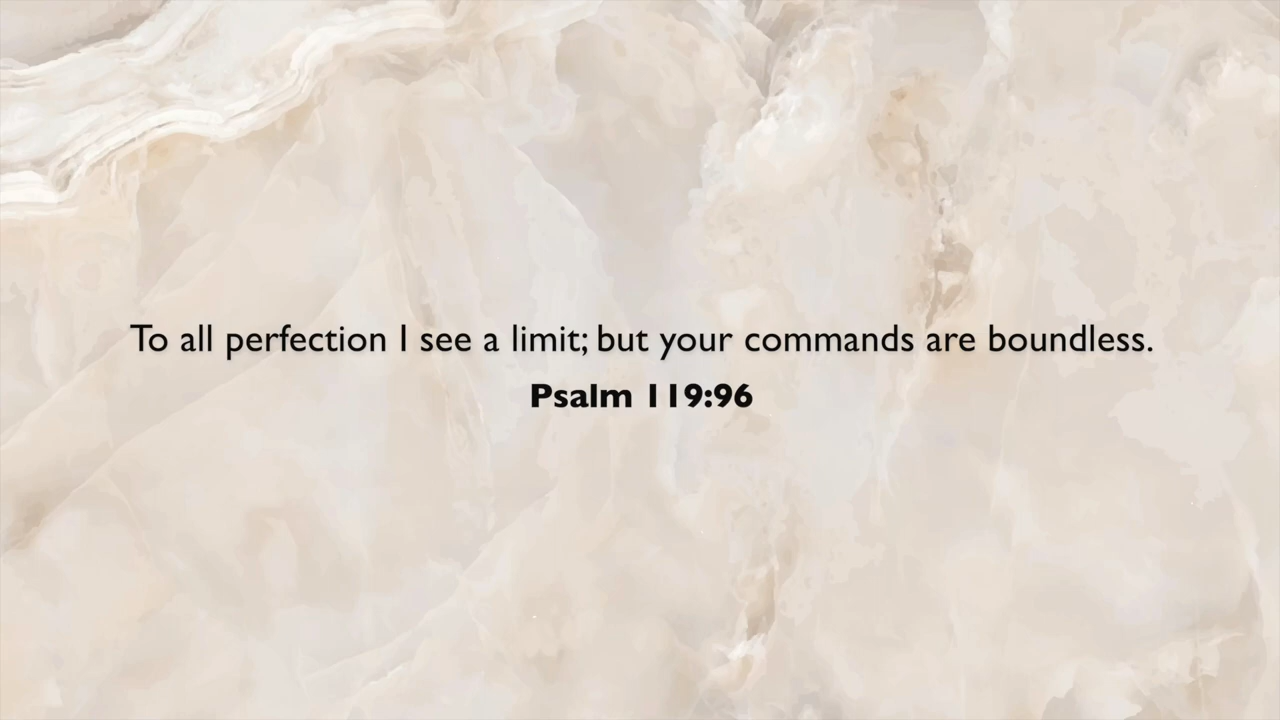 To all perfection I see a limit; but your commands are boundless.
Psalm 119:96